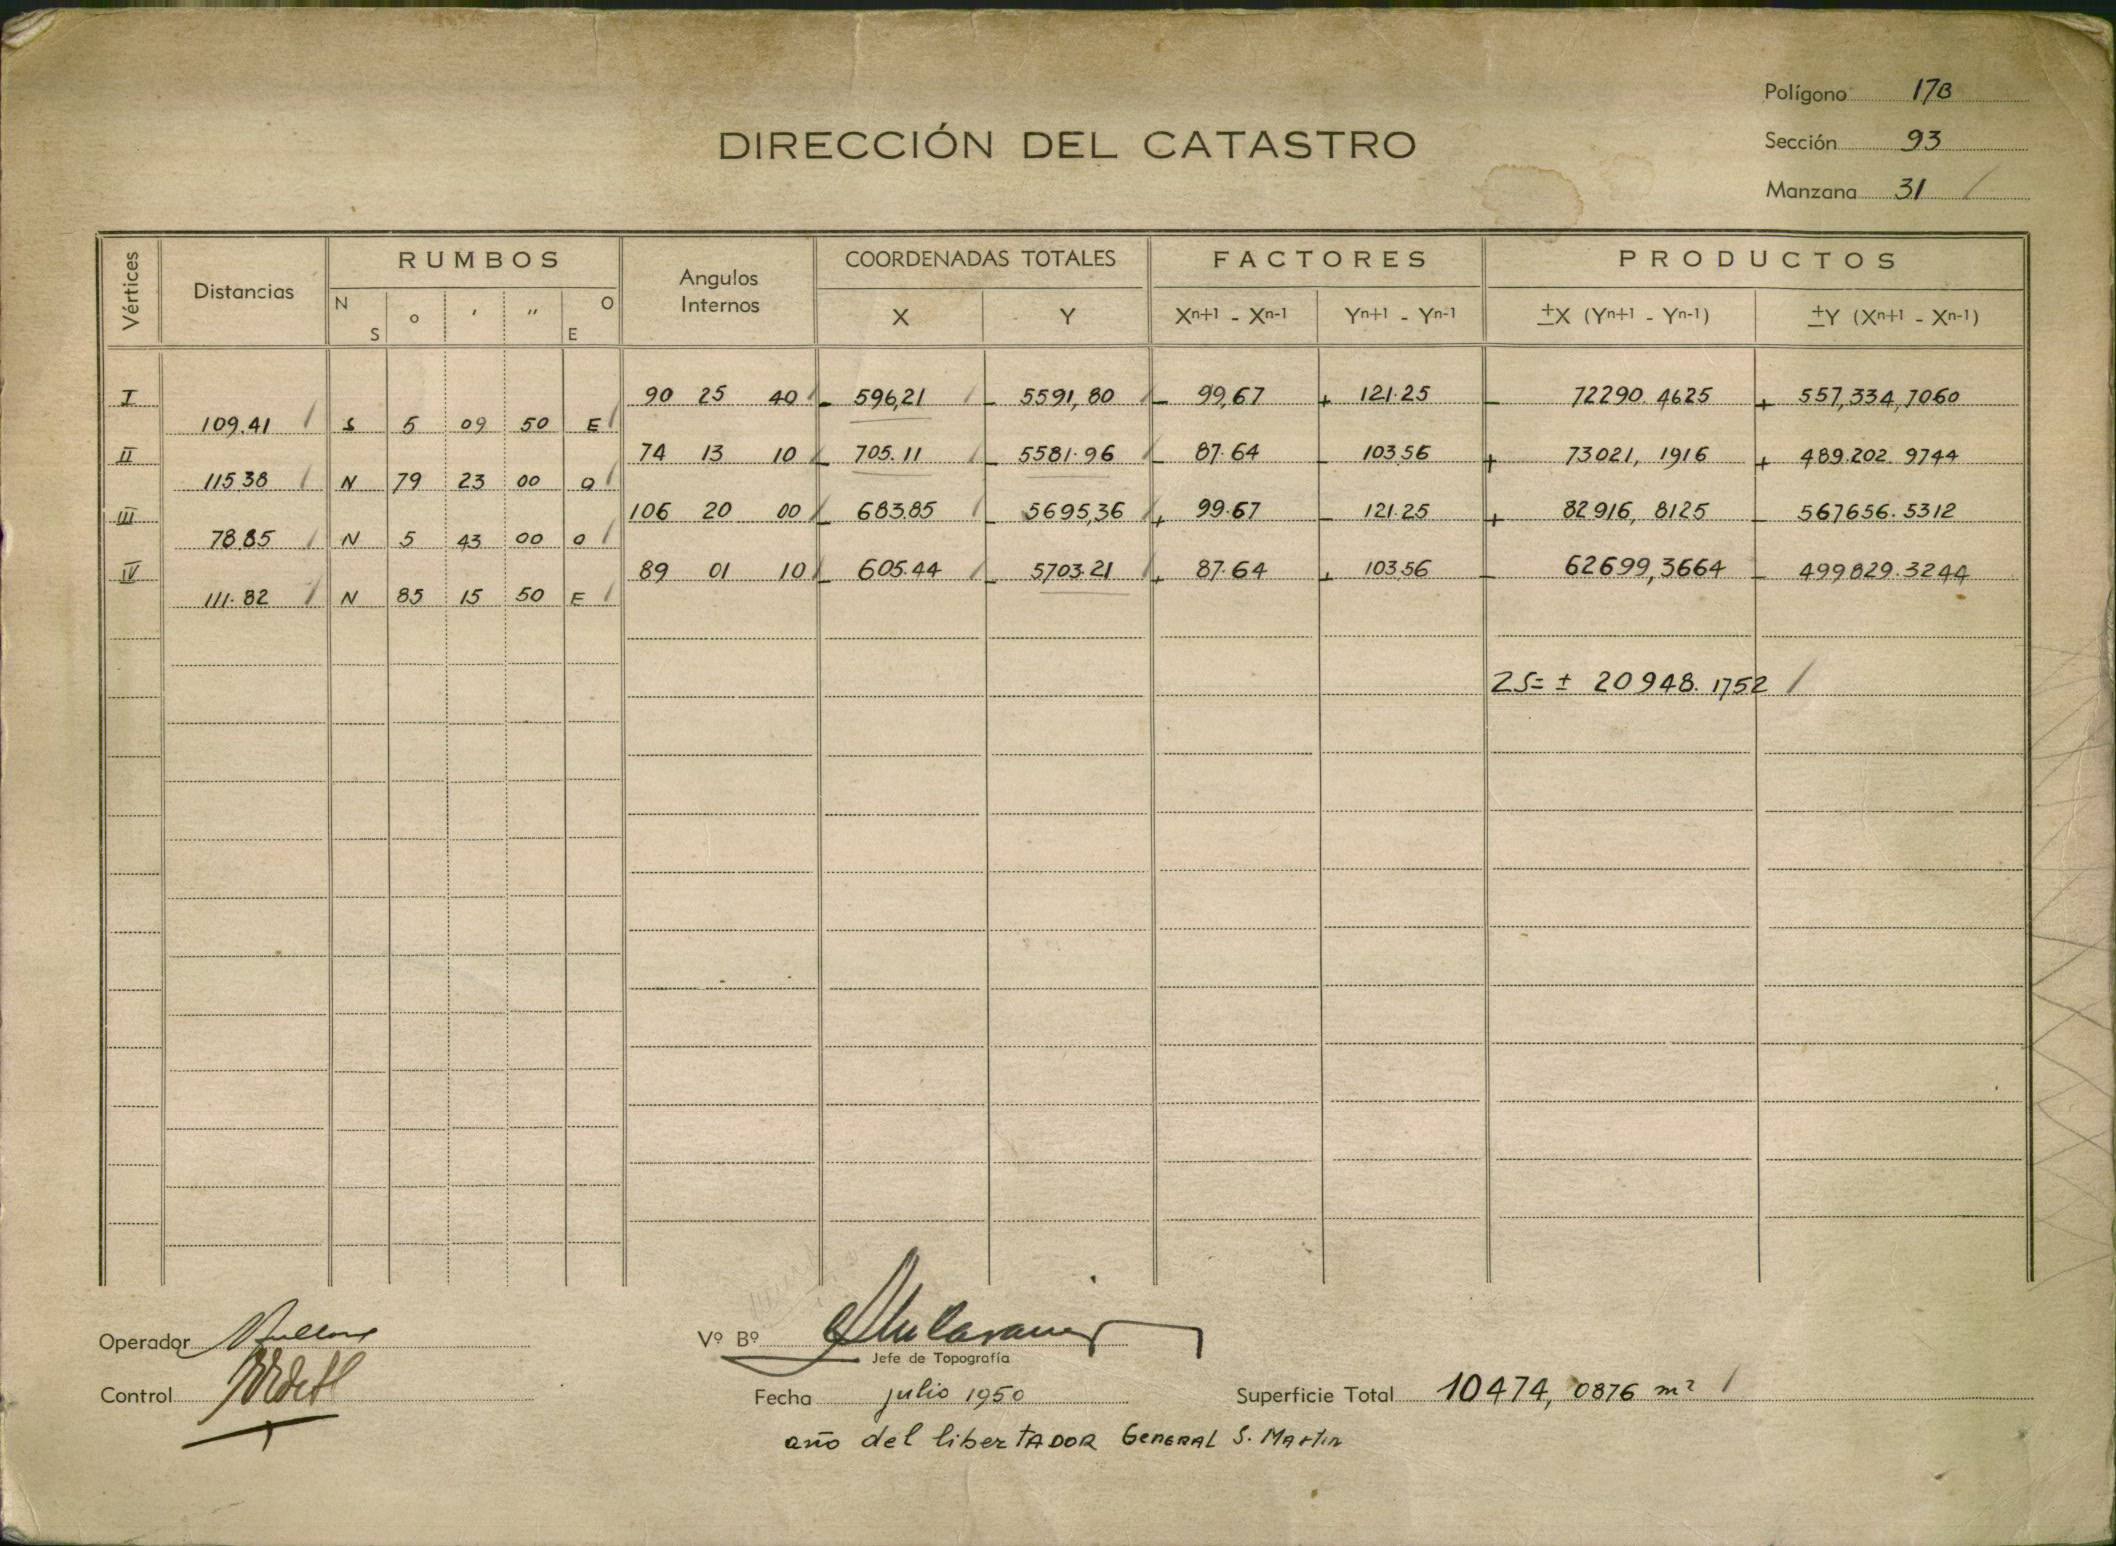 Polígono 17B
DIRECCIÓN DEL CATASTRO
Sección 93
Manzana 31 /
Vértices Distancias RUMBOS Angulos Internos COORDENADAS TOTALES FACTORES PRODUCTOS
N S o ' " O E X Y Xn+1 - Xn-1 Yn+1 - Yn-1 ±X (Yn+1 - Yn-1) ±Y (Xn+1 - Xn-1)
I 90 25 40 / - 596,21 / - 5591,80 / - 99,67 + 121.25 - 72290.4625 + 557,334,7060
109.41 / S 5 09 50 E /
II 74 13 10 / - 705.11 / - 5581.96 / - 87.64 - 103.56 + 73021,1916 + 489.202.9744
115.38 / N 79 23 00 O /
III 106 20 00 / - 683.85 / - 5695,36 / + 99.67 - 121.25 + 82916,8125 - 567656.5312
78.85 / N 5 43 00 O /
IV 89 01 10 / - 605.44 / - 5703.21 / + 87.64 + 103.56 - 62699,3664 - 499829.3244
111.82 / N 85 15 50 E /
2S= ± 20948.1752 /
Operador
Vº Bº
Jefe de Topografía
Control
Fecha julio 1950
Superficie Total 10474,0876 m² /
año del libertADOR GeneRAL S. Martin